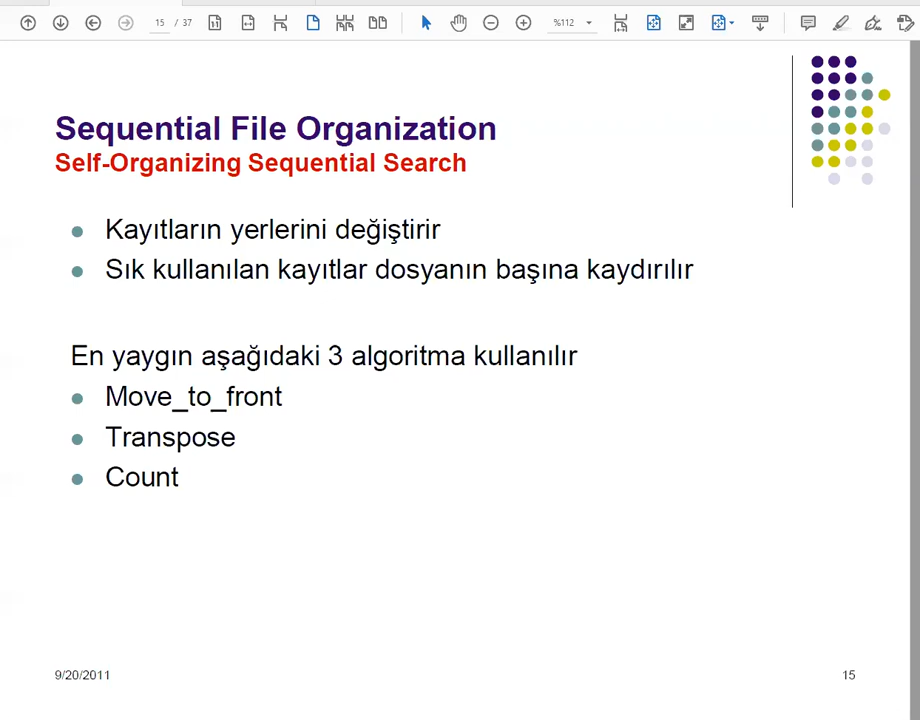 15 / 37
%112
Sequential File Organization
Self-Organizing Sequential Search
Kayıtların yerlerini değiştirir
Sık kullanılan kayıtlar dosyanın başına kaydırılır
En yaygın aşağıdaki 3 algoritma kullanılır
Move_to_front
Transpose
Count
9/20/2011
15